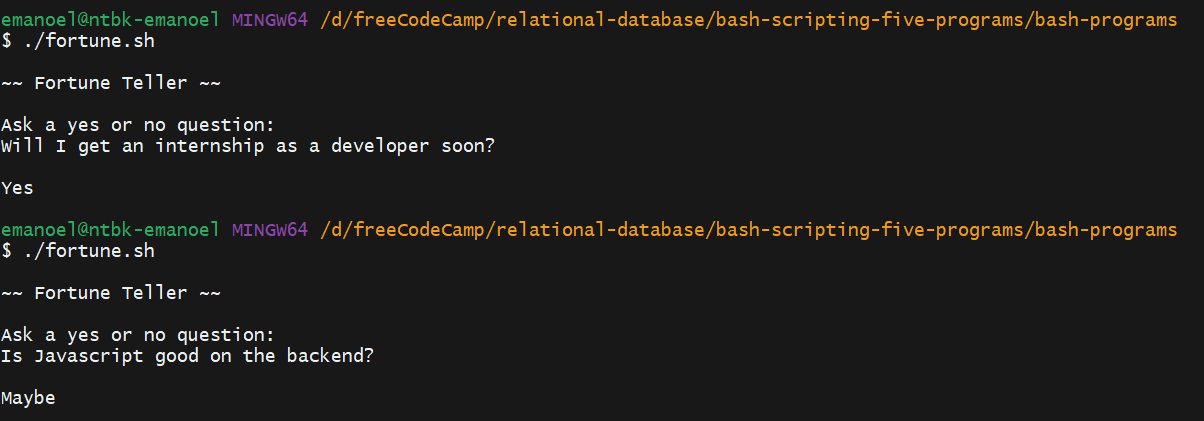 emanoel@ntbk-emanoel MINGW64 /d/freeCodeCamp/relational-database/bash-scripting-five-programs/bash-programs
$ ./fortune.sh
~~ Fortune Teller ~~
Ask a yes or no question:
Will I get an internship as a developer soon?
Yes
emanoel@ntbk-emanoel MINGW64 /d/freeCodeCamp/relational-database/bash-scripting-five-programs/bash-programs
$ ./fortune.sh
~~ Fortune Teller ~~
Ask a yes or no question:
Is Javascript good on the backend?
Maybe